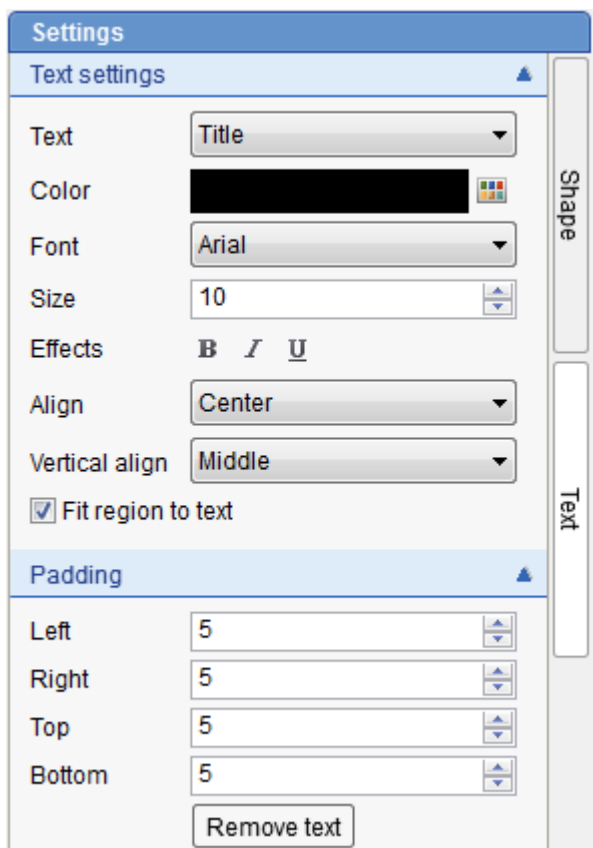 Settings
Text settings
Text Title
Color
Font Arial
Size 10
Effects B I U
Align Center
Vertical align Middle
Fit region to text
Padding
Left 5
Right 5
Top 5
Bottom 5
Remove text
Shape
Text